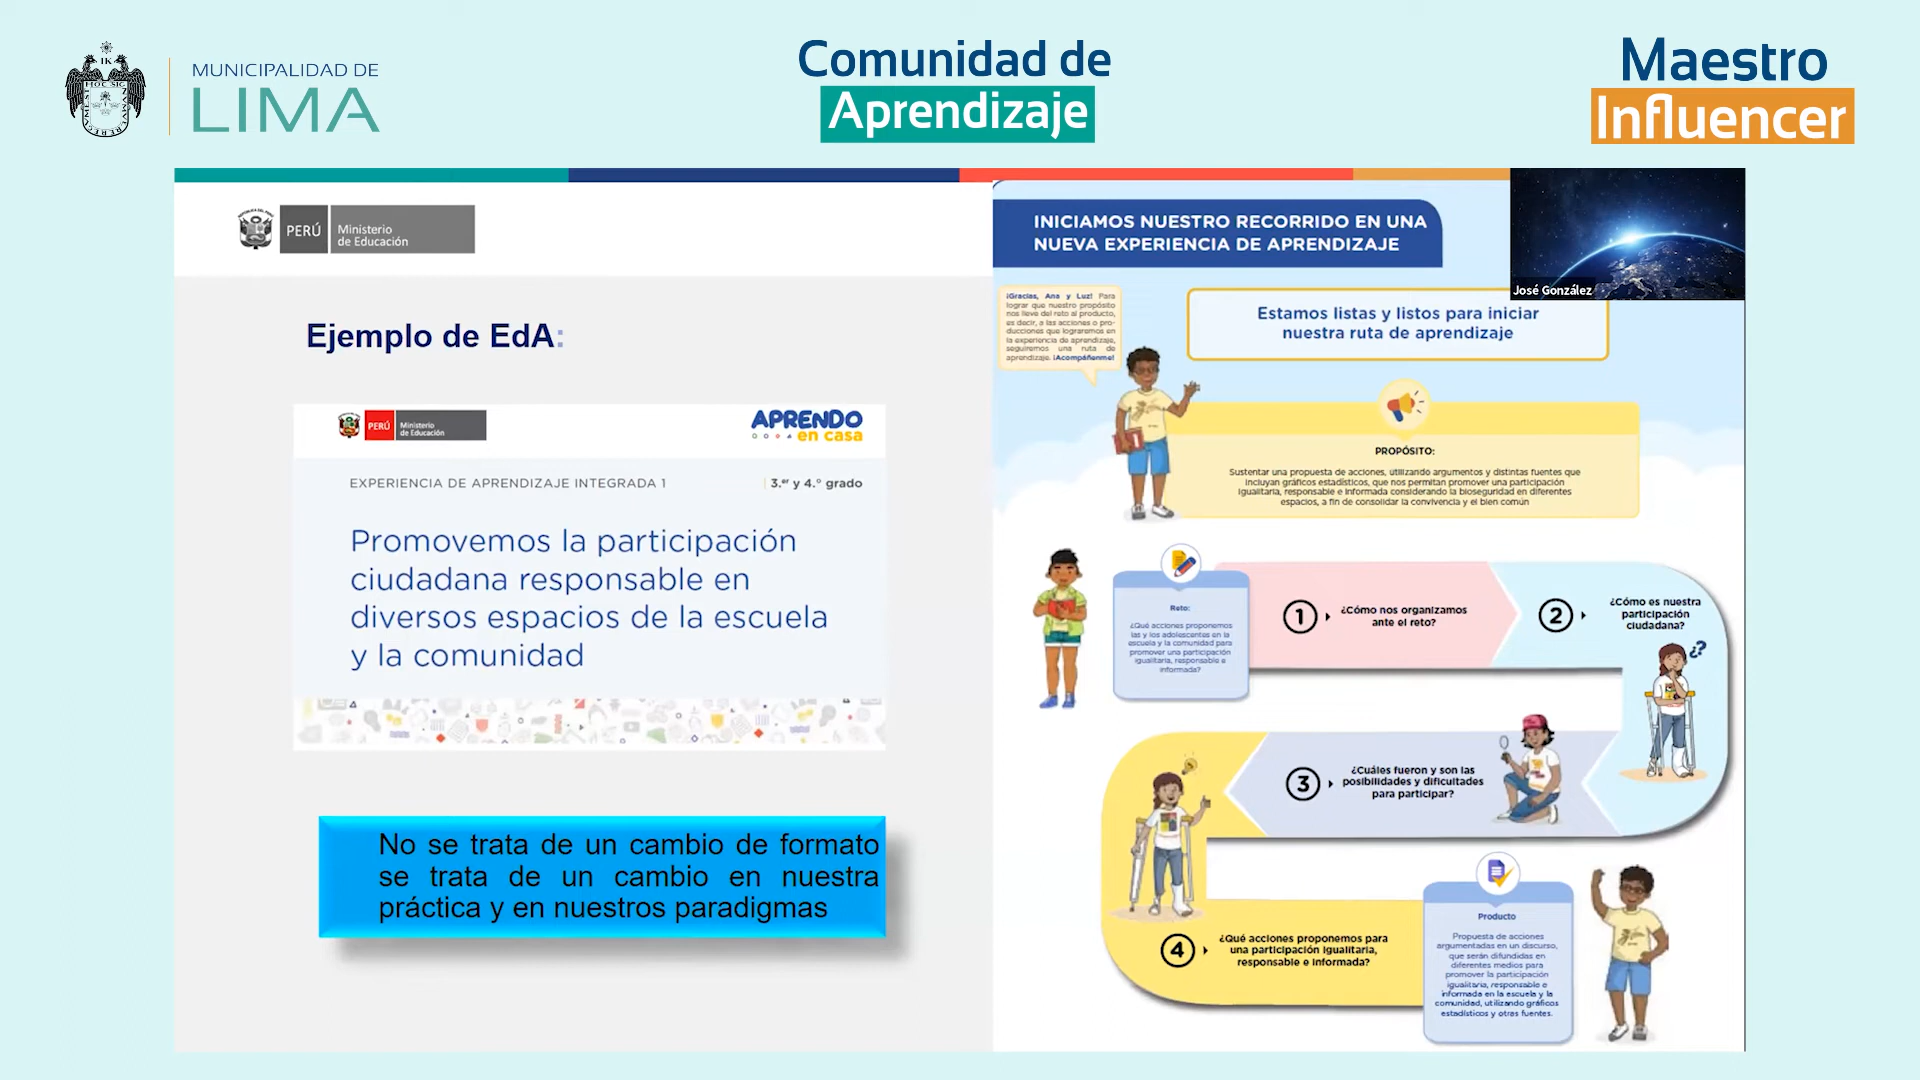 MUNICIPALIDAD DE
LIMA
Comunidad de
Aprendizaje
Maestro
Influencer
PERÚ
Ministerio
de Educación
Ejemplo de EdA:
PERÚ
Ministerio
de Educación
APRENDO
en casa
EXPERIENCIA DE APRENDIZAJE INTEGRADA 1
3.er y 4.° grado
Promovemos la participación
ciudadana responsable en
diversos espacios de la escuela
y la comunidad
No se trata de un cambio de formato
se trata de un cambio en nuestra
práctica y en nuestros paradigmas
INICIAMOS NUESTRO RECORRIDO EN UNA
NUEVA EXPERIENCIA DE APRENDIZAJE
José González
¡Gracias, Ana y Luz! Para
lograr que nuestro propósito
nos lleve del reto al producto,
es decir, a las acciones o pro-
ducciones que lograremos en
la experiencia de aprendizaje,
seguiremos una ruta de
aprendizaje. ¡Acompáñenme!
Estamos listas y listos para iniciar
nuestra ruta de aprendizaje
PROPÓSITO:
Sustentar una propuesta de acciones, utilizando argumentos y distintas fuentes que
incluyan gráficos estadísticos, que nos permitan promover una participación
igualitaria, responsable e informada considerando la bioseguridad en diferentes
espacios, a fin de consolidar la convivencia y el bien común
Reto:
¿Qué acciones proponemos
las y los adolescentes en la
escuela y la comunidad para
promover una participación
igualitaria, responsable e
informada?
1
¿Cómo nos organizamos
ante el reto?
2
¿Cómo es nuestra
participación
ciudadana?
¿?
3
¿Cuáles fueron y son las
posibilidades y dificultades
para participar?
4
¿Qué acciones proponemos para
una participación igualitaria,
responsable e informada?
Producto
Propuesta de acciones
argumentadas en un discurso,
que serán difundidas en
diferentes medios para
promover la participación
igualitaria, responsable e
informada en la escuela y la
comunidad, utilizando gráficos
estadísticos y otras fuentes.